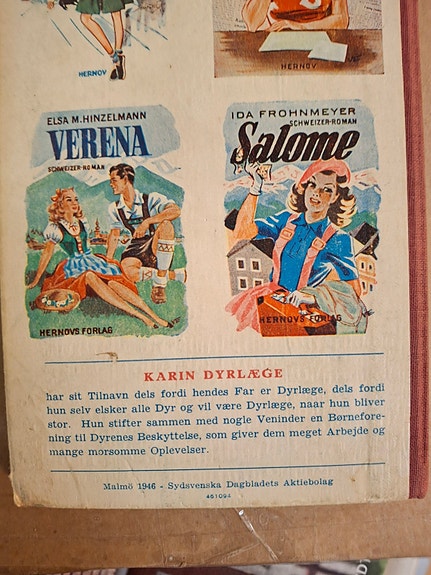 HERNOV
HERNOV
ELSA M. HINZELMANN
VERENA
SCHWEIZER-ROMAN
HERNOVS FORLAG
IDA FROHNMEYER
SCHWEIZER-ROMAN
Salome
HERNOVS FORLAG
KARIN DYRLÆGE
har sit Tilnavn dels fordi hendes Far er Dyrlæge, dels fordi
hun selv elsker alle Dyr og vil være Dyrlæge, naar hun bliver
stor. Hun stifter sammen med nogle Veninder en Børnefore-
ning til Dyrenes Beskyttelse, som giver dem meget Arbejde og
mange morsomme Oplevelser.
Malmö 1946 - Sydsvenska Dagbladets Aktiebolag
461094